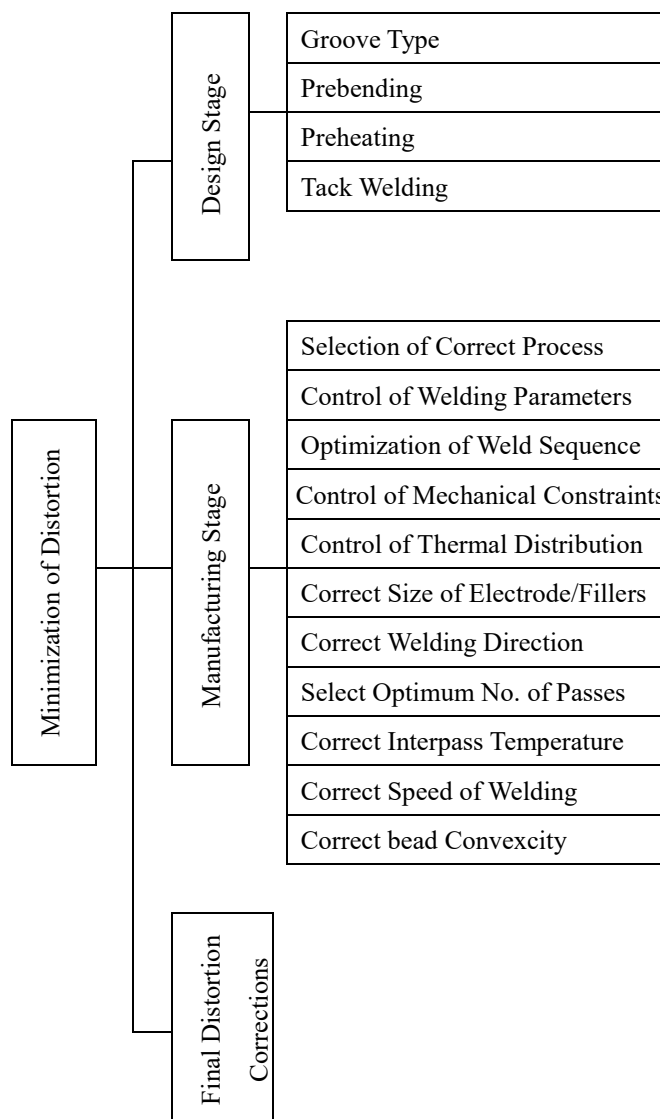 Minimization of Distortion
Design Stage
Groove Type
Prebending
Preheating
Tack Welding
Manufacturing Stage
Selection of Correct Process
Control of Welding Parameters
Optimization of Weld Sequence
Control of Mechanical Constraints
Control of Thermal Distribution
Correct Size of Electrode/Fillers
Correct Welding Direction
Select Optimum No. of Passes
Correct Interpass Temperature
Correct Speed of Welding
Correct bead Convexcity
Final Distortion
Corrections